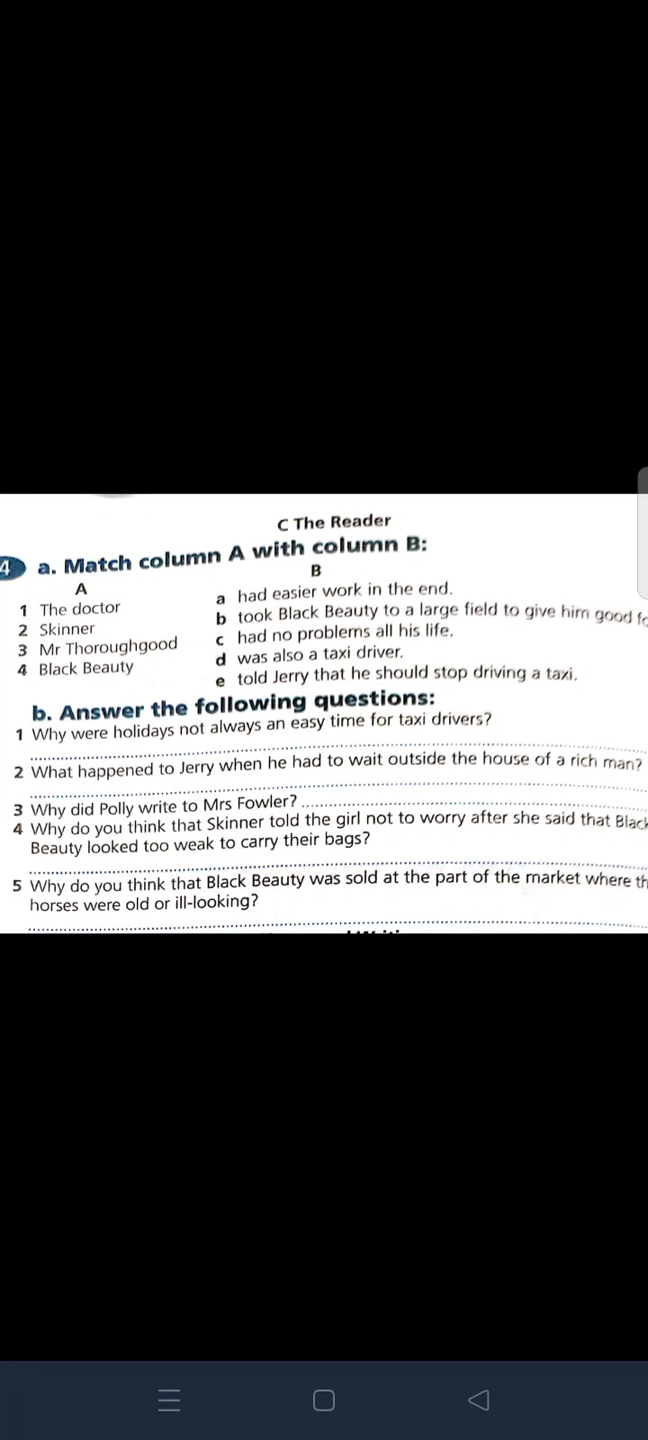 C The Reader
4 a. Match column A with column B:
A B
1 The doctor a had easier work in the end.
2 Skinner b took Black Beauty to a large field to give him good
3 Mr Thoroughgood c had no problems all his life.
4 Black Beauty d was also a taxi driver.
e told Jerry that he should stop driving a taxi.
b. Answer the following questions:
1 Why were holidays not always an easy time for taxi drivers?
2 What happened to Jerry when he had to wait outside the house of a rich man?
3 Why did Polly write to Mrs Fowler?
4 Why do you think that Skinner told the girl not to worry after she said that
Beauty looked too weak to carry their bags?
5 Why do you think that Black Beauty was sold at the part of the market where
horses were old or ill-looking?